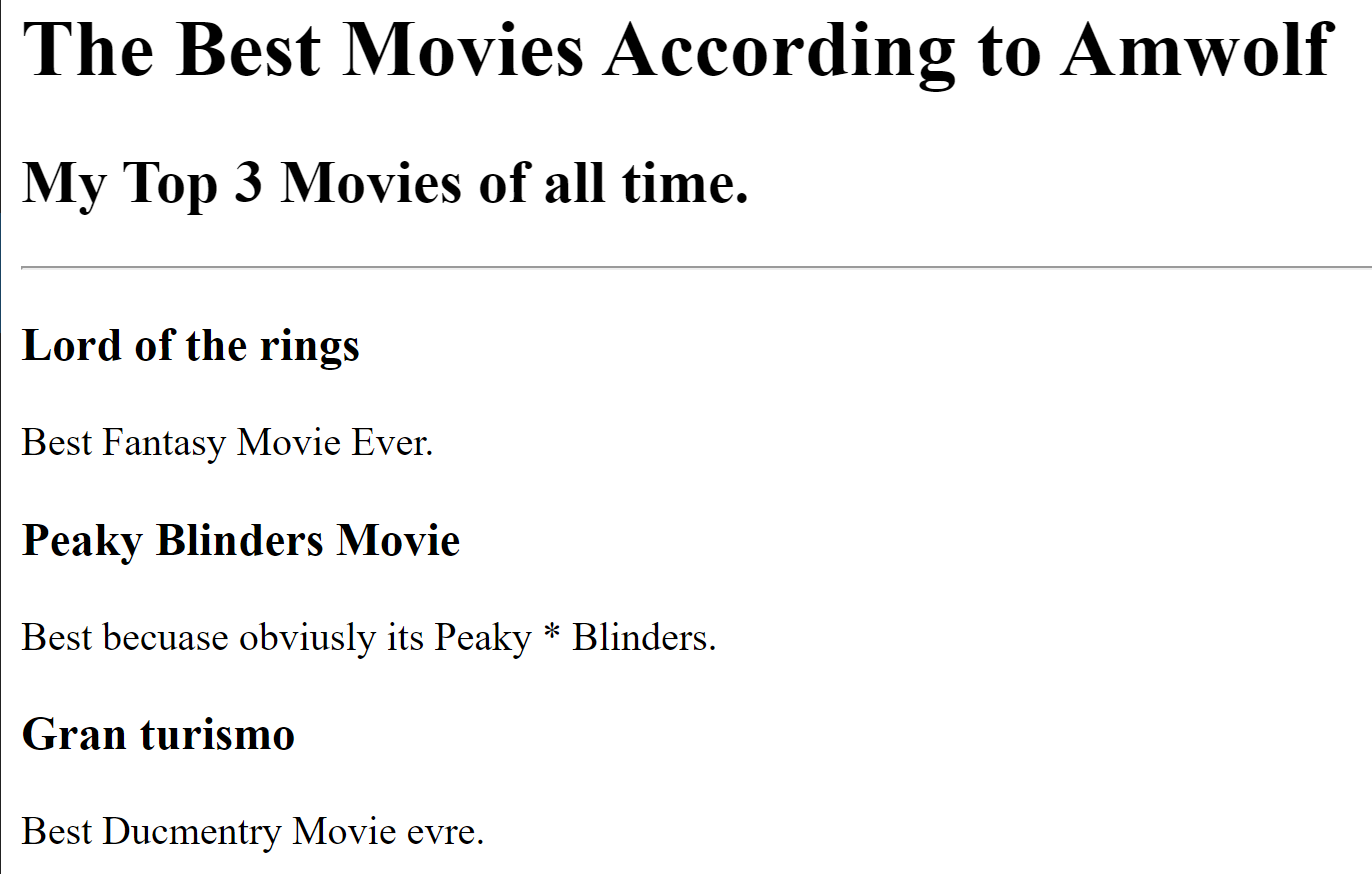 The Best Movies According to Amwolf
My Top 3 Movies of all time.
Lord of the rings
Best Fantasy Movie Ever.
Peaky Blinders Movie
Best becuase obviusly its Peaky * Blinders.
Gran turismo
Best Ducmentry Movie evre.